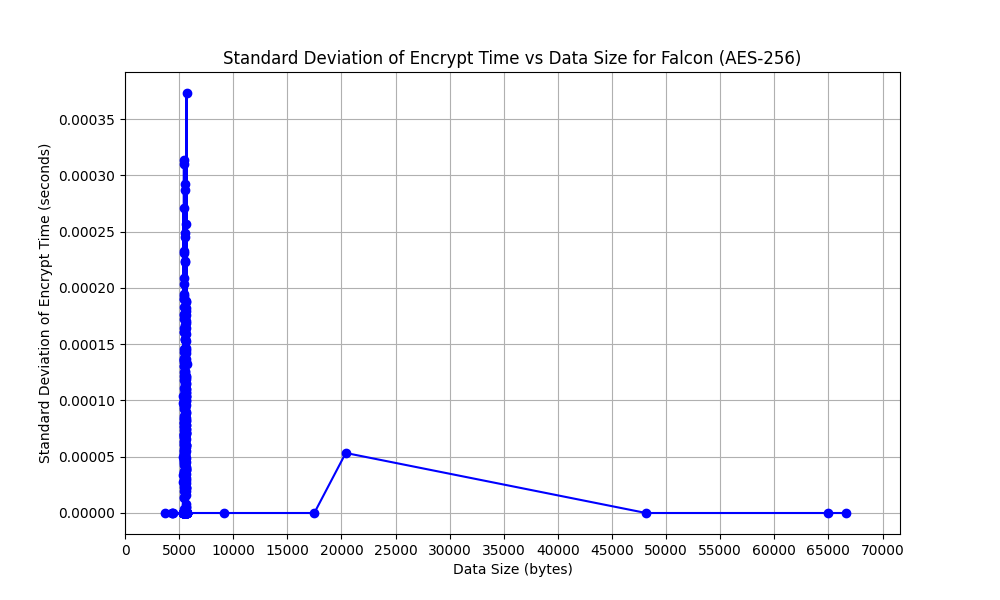 Standard Deviation of Encrypt Time vs Data Size for Falcon (AES-256)
Standard Deviation of Encrypt Time (seconds)
0.00035
0.00030
0.00025
0.00020
0.00015
0.00010
0.00005
0.00000
0 5000 10000 15000 20000 25000 30000 35000 40000 45000 50000 55000 60000 65000 70000
Data Size (bytes)